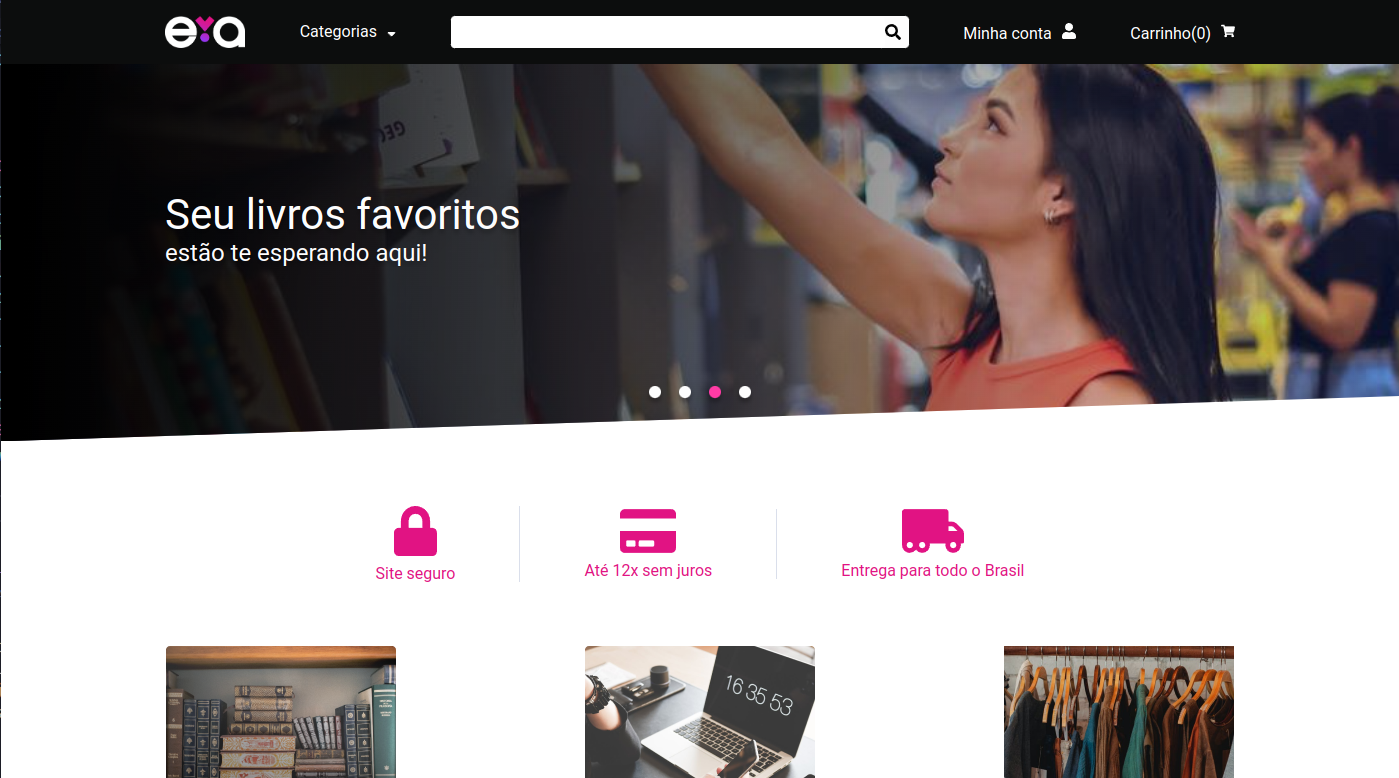 eva
Categorias
Minha conta
Carrinho(0)
GEO
Seu livros favoritos
estão te esperando aqui!
Site seguro
Até 12x sem juros
Entrega para todo o Brasil
16 35 53